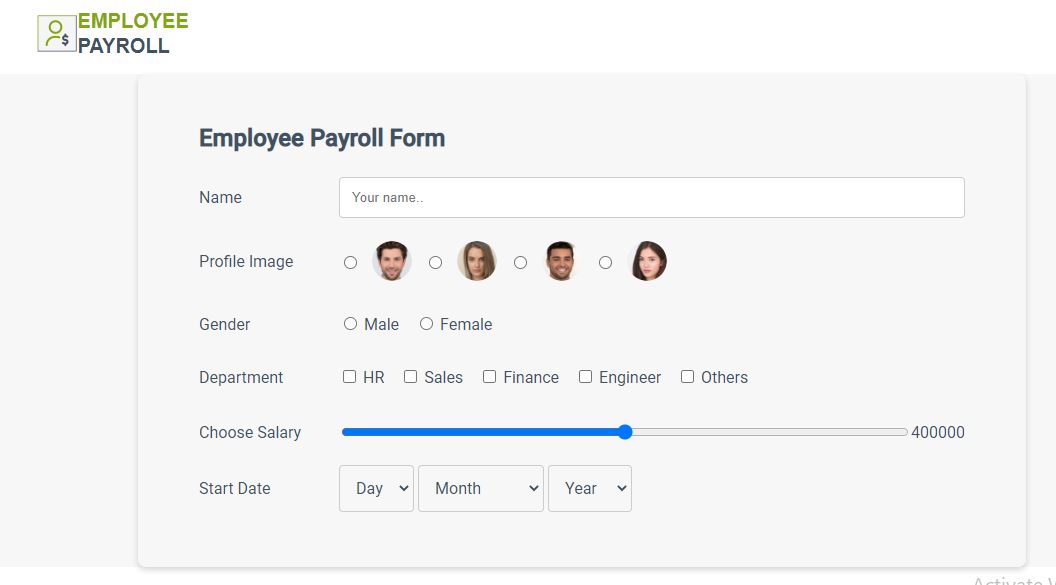 EMPLOYEE
PAYROLL
Employee Payroll Form
Name Your name..
Profile Image
Gender Male Female
Department HR Sales Finance Engineer Others
Choose Salary 400000
Start Date Day Month Year